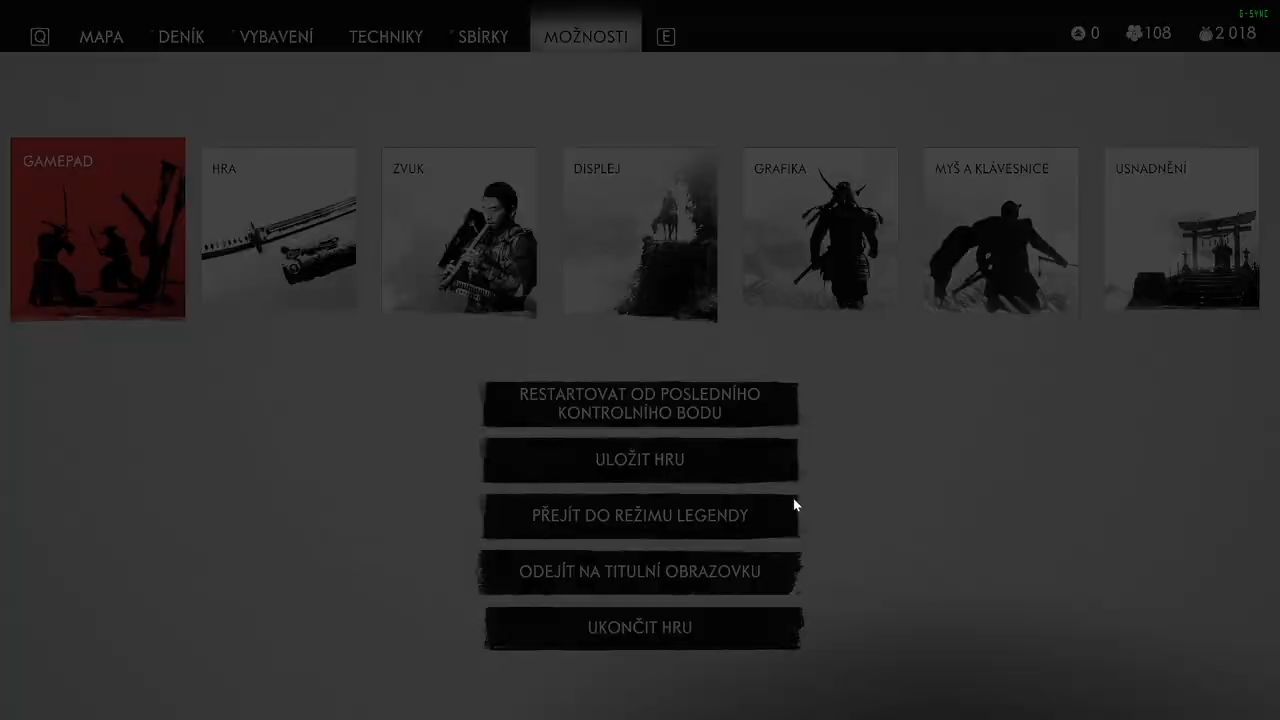 G-SYNC
Q MAPA DENÍK VYBAVENÍ TECHNIKY SBÍRKY MOŽNOSTI E 0 108 2 018
GAMEPAD
HRA
ZVUK
DISPLEJ
GRAFIKA
MYŠ A KLÁVESNICE
USNADNĚNÍ
RESTARTOVAT OD POSLEDNÍHO
KONTROLNÍHO BODU
ULOŽIT HRU
PŘEJÍT DO REŽIMU LEGENDY
ODEJÍT NA TITULNÍ OBRAZOVKU
UKONČIT HRU